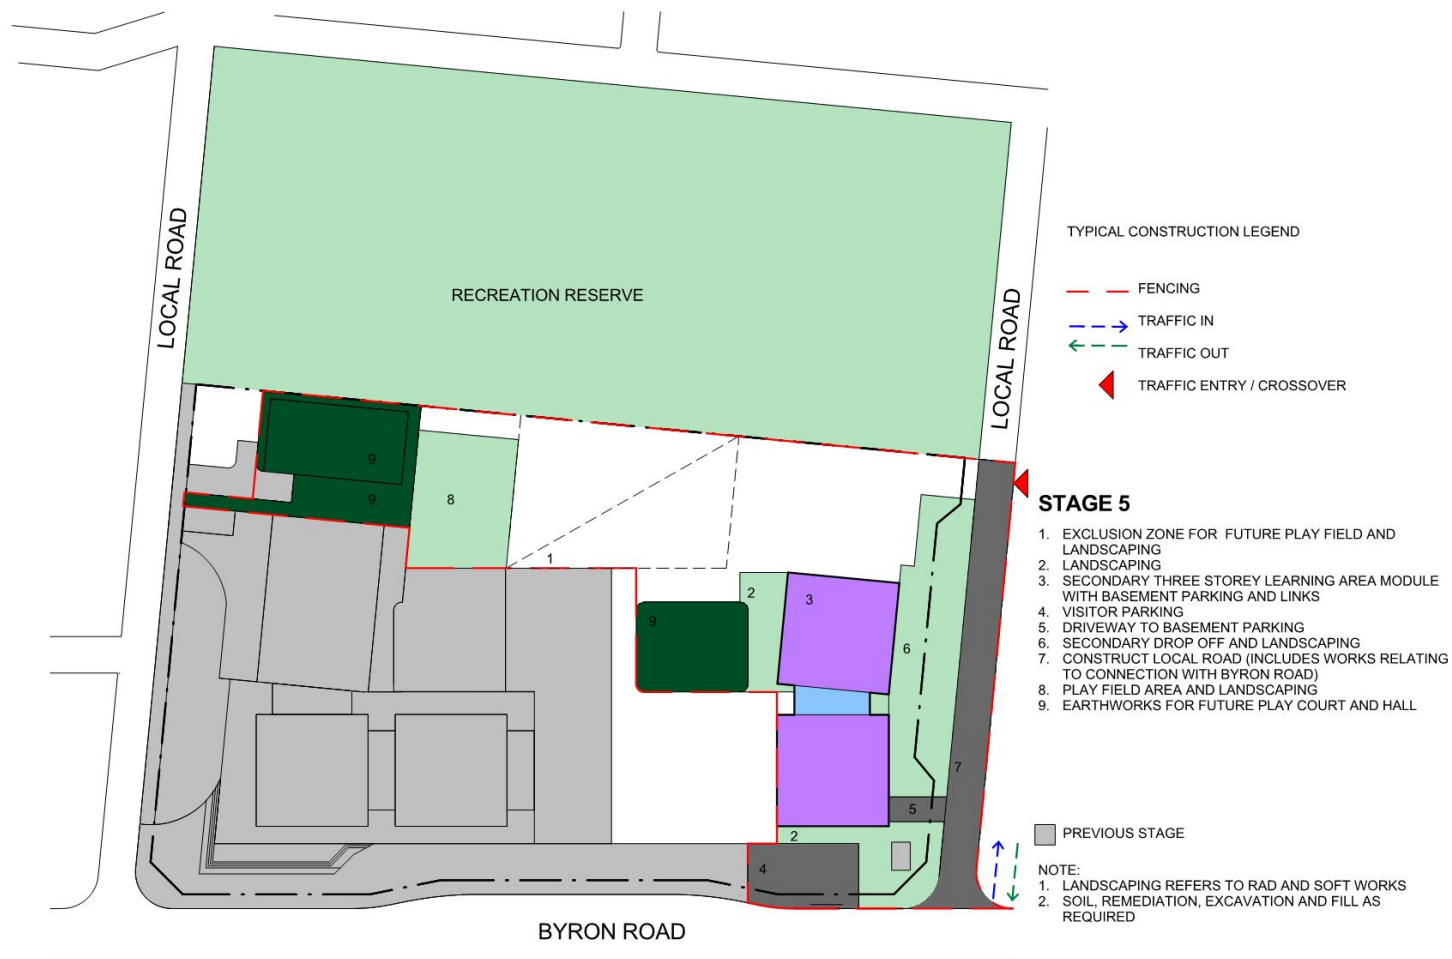 LOCAL ROAD
RECREATION RESERVE
LOCAL ROAD
TYPICAL CONSTRUCTION LEGEND
FENCING
TRAFFIC IN
TRAFFIC OUT
TRAFFIC ENTRY / CROSSOVER
9
9
8
1
9
2
3
6
7
5
2
4
STAGE 5
1. EXCLUSION ZONE FOR FUTURE PLAY FIELD AND
LANDSCAPING
2. LANDSCAPING
3. SECONDARY THREE STOREY LEARNING AREA MODULE
WITH BASEMENT PARKING AND LINKS
4. VISITOR PARKING
5. DRIVEWAY TO BASEMENT PARKING
6. SECONDARY DROP OFF AND LANDSCAPING
7. CONSTRUCT LOCAL ROAD (INCLUDES WORKS RELATING
TO CONNECTION WITH BYRON ROAD)
8. PLAY FIELD AREA AND LANDSCAPING
9. EARTHWORKS FOR FUTURE PLAY COURT AND HALL
PREVIOUS STAGE
NOTE:
1. LANDSCAPING REFERS TO RAD AND SOFT WORKS
2. SOIL, REMEDIATION, EXCAVATION AND FILL AS
REQUIRED
BYRON ROAD